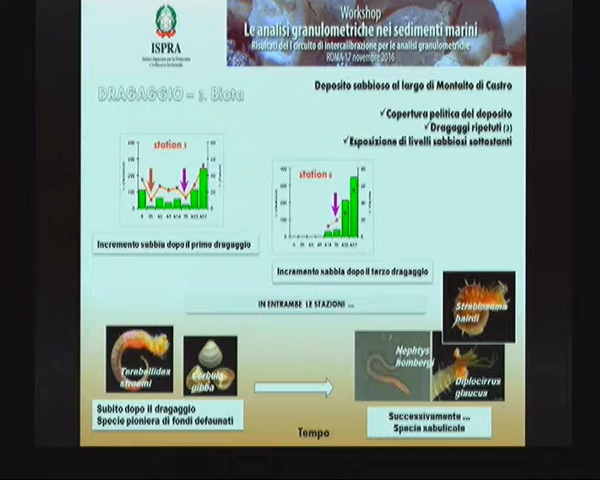 ISPRA
Workshop
Le analisi granulometriche nei sedimenti marini
Risultati del I circuito di intercalibrazione per le analisi granulometriche
ROMA 17 novembre 2016
Deposito sabbioso al largo di Montalto di Castro
DRAGAGGIO – 3. Biota
✓Copertura pelitica del deposito
✓Dragaggi ripetuti (3)
✓Esposizione di livelli sabbiosi sottostanti
station 1
station 6
Incremento sabbia dopo il primo dragaggio
Incremento sabbia dopo il terzo dragaggio
IN ENTRAMBE LE STAZIONI ...
Streblosoma
bairdi
Terebellides
stroemi
Corbula
gibba
Nephtys
hombergi
Diplocirrus
glaucus
Subito dopo il dragaggio
Specie pioniera di fondi defaunati
Successivamente ...
Specie sabulicole
Tempo